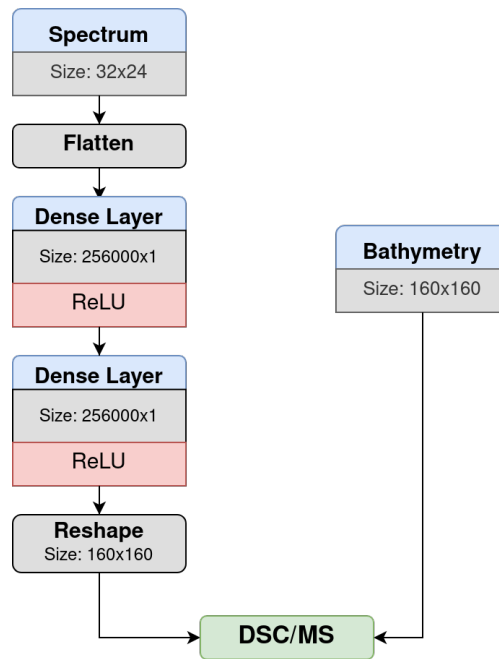 Spectrum
Size: 32x24
Flatten
Dense Layer
Size: 256000x1
ReLU
Dense Layer
Size: 256000x1
ReLU
Reshape
Size: 160x160
Bathymetry
Size: 160x160
DSC/MS